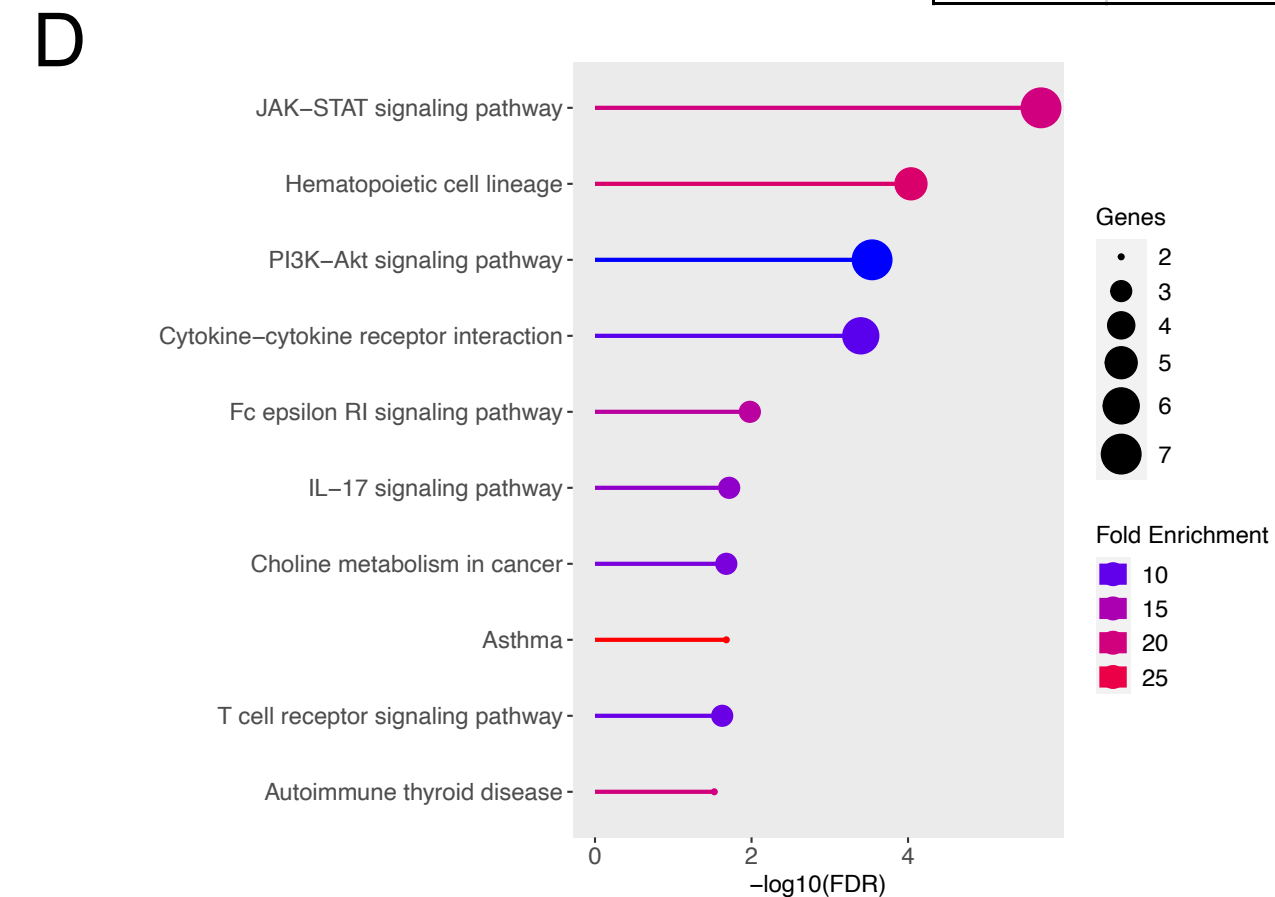 D
JAK−STAT signaling pathway
Hematopoietic cell lineage
PI3K−Akt signaling pathway
Cytokine−cytokine receptor interaction
Fc epsilon RI signaling pathway
IL−17 signaling pathway
Choline metabolism in cancer
Asthma
T cell receptor signaling pathway
Autoimmune thyroid disease
0 2 4
−log10(FDR)
Genes
2
3
4
5
6
7
Fold Enrichment
10
15
20
25